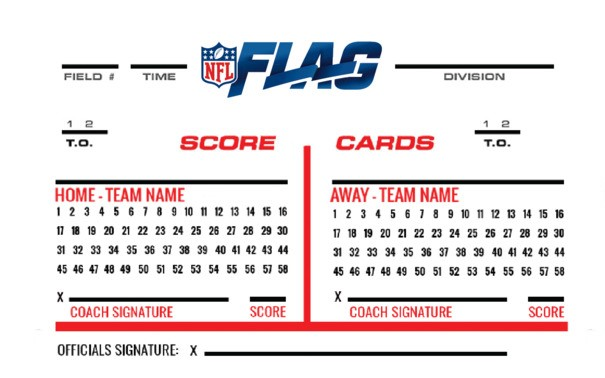 FIELD # TIME NFL FLAG DIVISION
1 2 1 2
T.O. SCORE CARDS T.O.
HOME - TEAM NAME
1 2 3 4 5 6 7 8 9 10 11 12 13 14 15 16
17 18 19 20 21 22 23 24 25 26 27 28 29 30
31 32 33 34 35 36 37 38 39 40 41 42 43 44
45 46 47 48 49 50 51 52 53 54 55 56 57 58
X
COACH SIGNATURE SCORE
AWAY - TEAM NAME
1 2 3 4 5 6 7 8 9 10 11 12 13 14 15 16
17 18 19 20 21 22 23 24 25 26 27 28 29 30
31 32 33 34 35 36 37 38 39 40 41 42 43 44
45 46 47 48 49 50 51 52 53 54 55 56 57 58
X
COACH SIGNATURE SCORE
OFFICIALS SIGNATURE: X